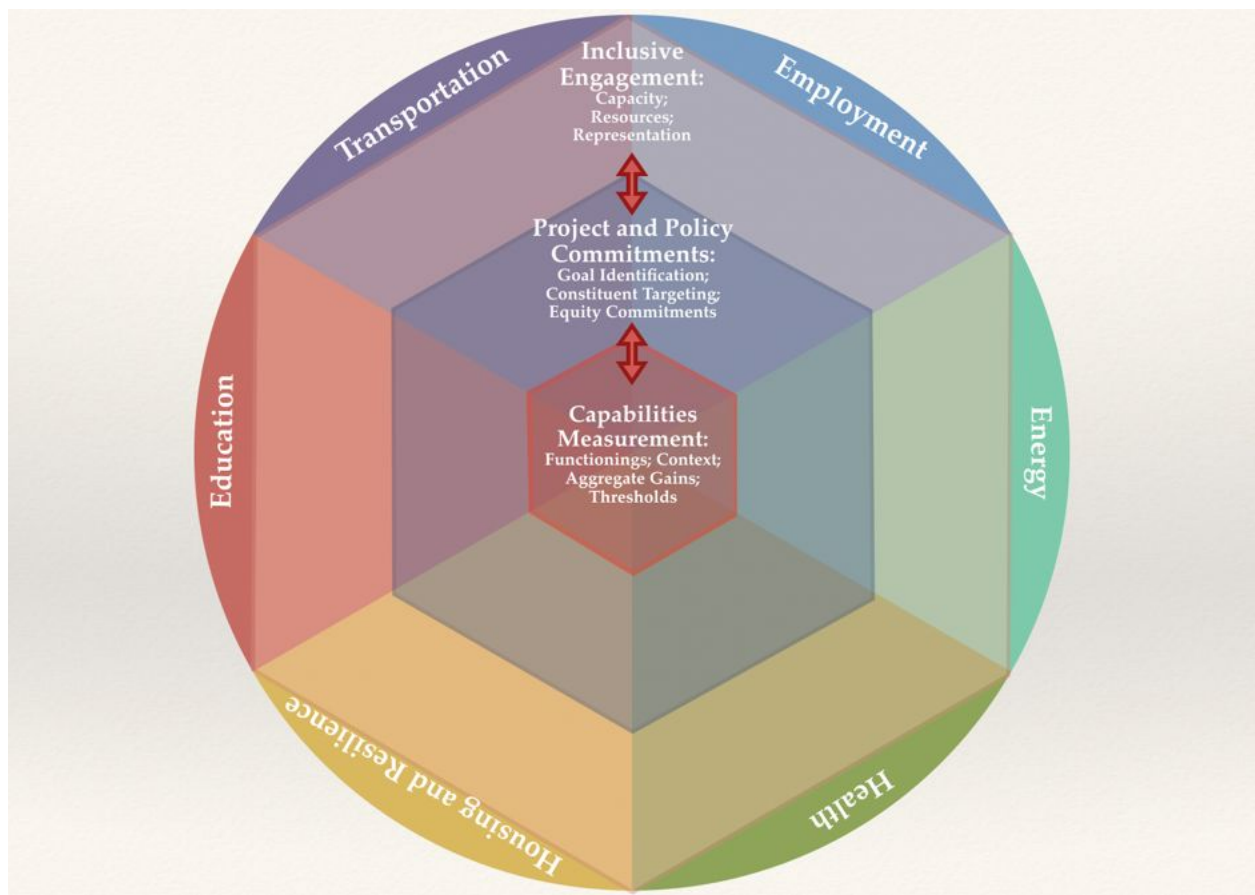 Transportation
Employment
Inclusive
Engagement:
Capacity;
Resources;
Representation
Project and Policy
Commitments:
Goal Identification;
Constituent Targeting;
Equity Commitments
Education
Energy
Capabilities
Measurement:
Functionings; Context;
Aggregate Gains;
Thresholds
Housing and Resilience
Health